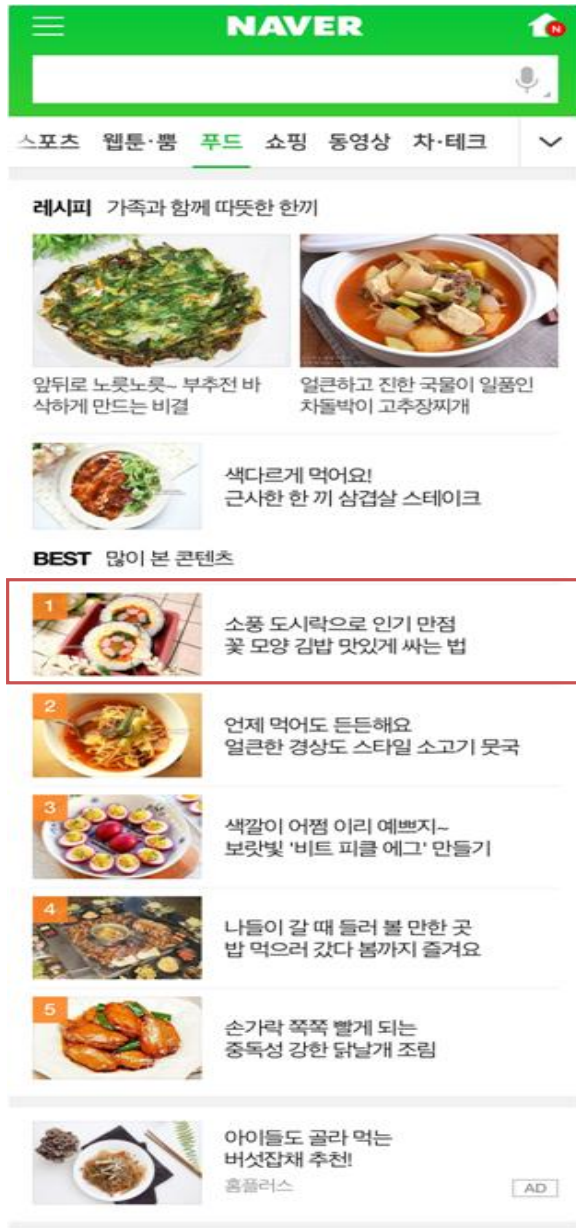 NAVER
N
스포츠 웹툰·뿜 푸드 쇼핑 동영상 차·테크
레시피 가족과 함께 따뜻한 한끼
앞뒤로 노릇노릇~ 부추전 바
삭하게 만드는 비결
얼큰하고 진한 국물이 일품인
차돌박이 고추장찌개
색다르게 먹어요!
근사한 한 끼 삼겹살 스테이크
BEST 많이 본 콘텐츠
1
소풍 도시락으로 인기 만점
꽃 모양 김밥 맛있게 싸는 법
2
언제 먹어도 든든해요
얼큰한 경상도 스타일 소고기 뭇국
3
색깔이 어쩜 이리 예쁘지~
보랏빛 '비트 피클 에그' 만들기
4
나들이 갈 때 들러 볼 만한 곳
밥 먹으러 갔다 봄까지 즐겨요
5
손가락 쪽쪽 빨게 되는
중독성 강한 닭날개 조림
아이들도 골라 먹는
버섯잡채 추천!
홈플러스
AD